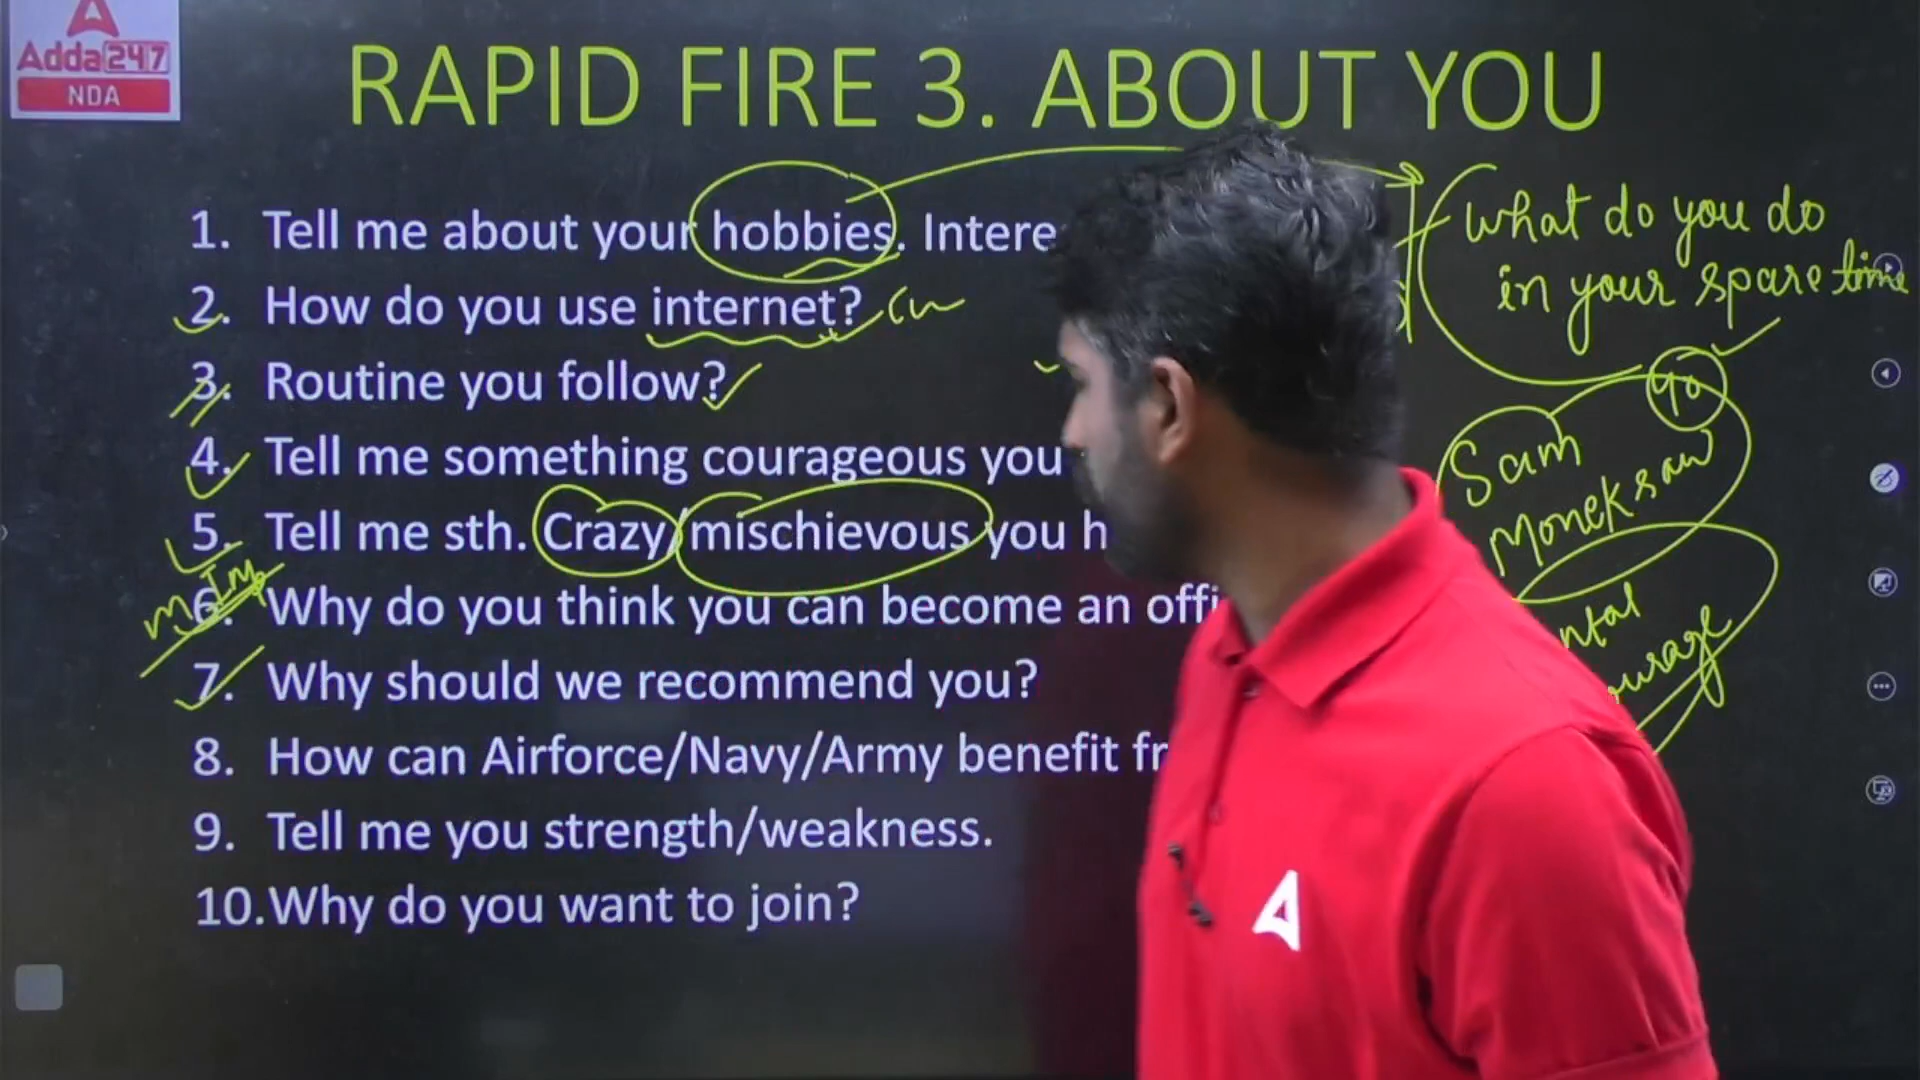 Adda247
NDA
RAPID FIRE 3. ABOUT YOU
1. Tell me about your hobbies. Intere
2. How do you use internet?
3. Routine you follow?
4. Tell me something courageous you
5. Tell me sth. Crazy/mischievous you h
6. Why do you think you can become an offi
7. Why should we recommend you?
8. How can Airforce/Navy/Army benefit fr
9. Tell me you strength/weakness.
10. Why do you want to join?
What do you do
in your spare time
Sam
Moneksaw
ntal
ourage
m. Imp